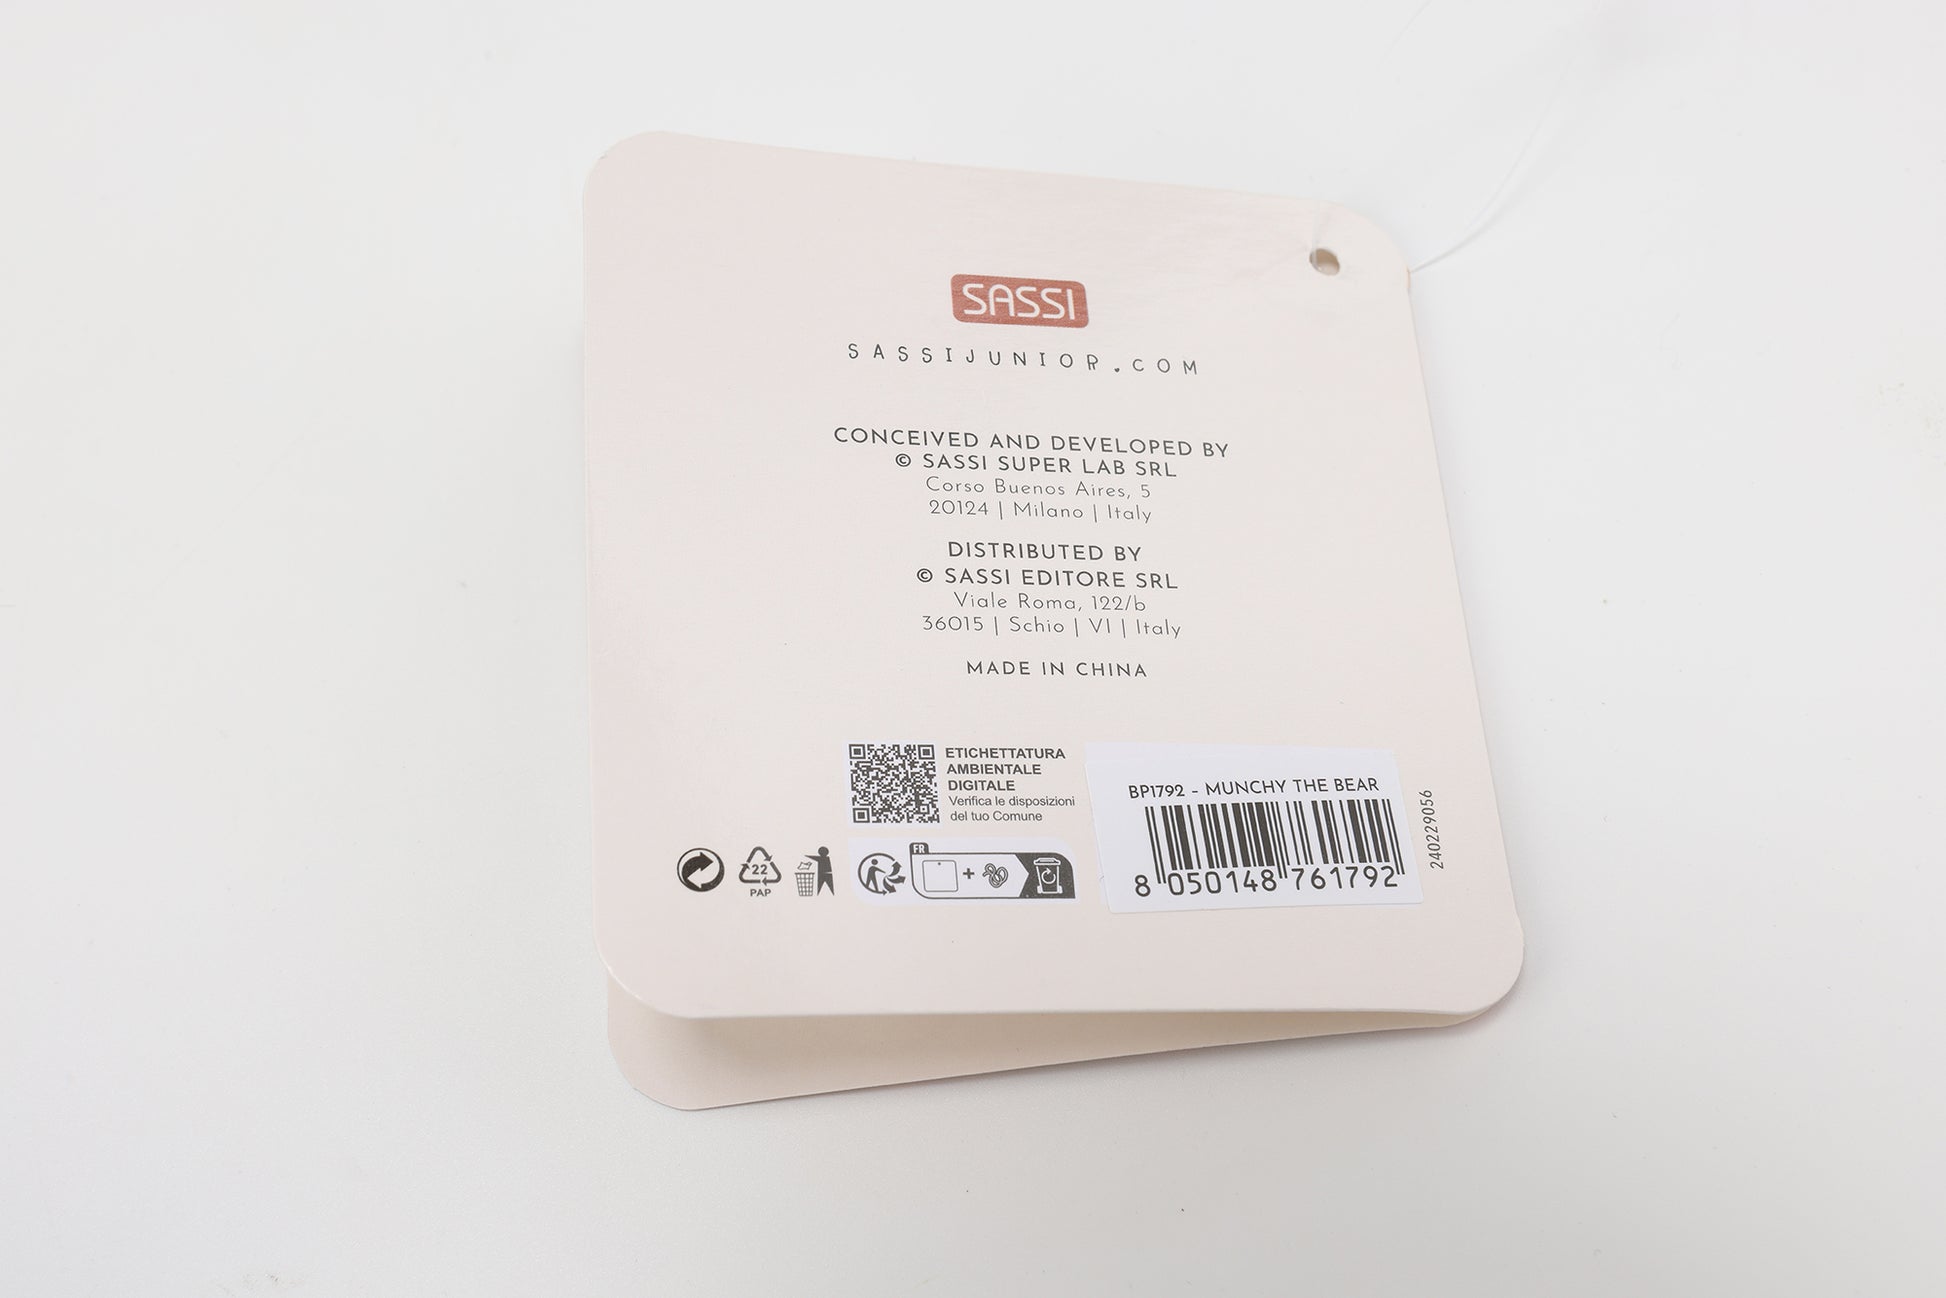 SASSI
SASSIJUNIOR.COM
CONCEIVED AND DEVELOPED BY
© SASSI SUPER LAB SRL
Corso Buenos Aires, 5
20124 | Milano | Italy
DISTRIBUTED BY
© SASSI EDITORE SRL
Viale Roma, 122/b
36015 | Schio | VI | Italy
MADE IN CHINA
ETICHETTATURA
AMBIENTALE
DIGITALE
Verifica le disposizioni
del tuo Comune
22
PAP
FR
+
BP1792 - MUNCHY THE BEAR
8 050148 761792
240229056